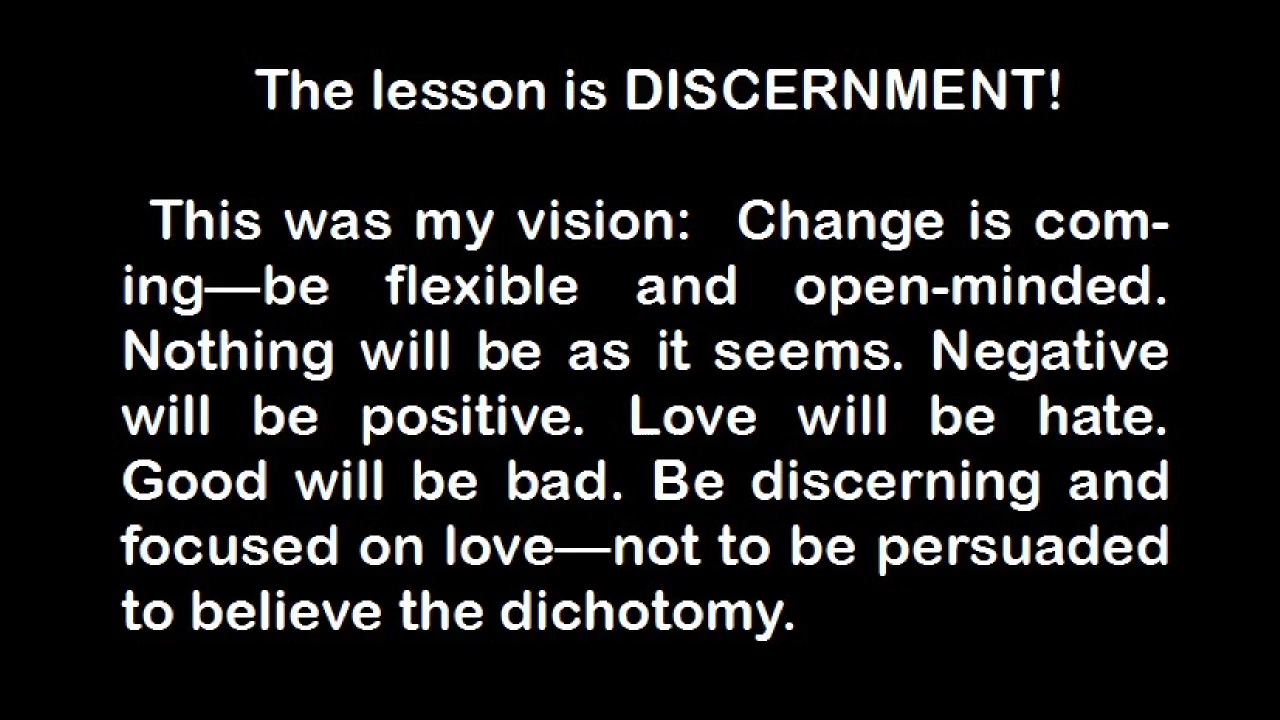 The lesson is DISCERNMENT!
This was my vision:  Change is com-
ing—be flexible and open-minded.
Nothing will be as it seems. Negative
will be positive. Love will be hate.
Good will be bad. Be discerning and
focused on love—not to be persuaded
to believe the dichotomy.